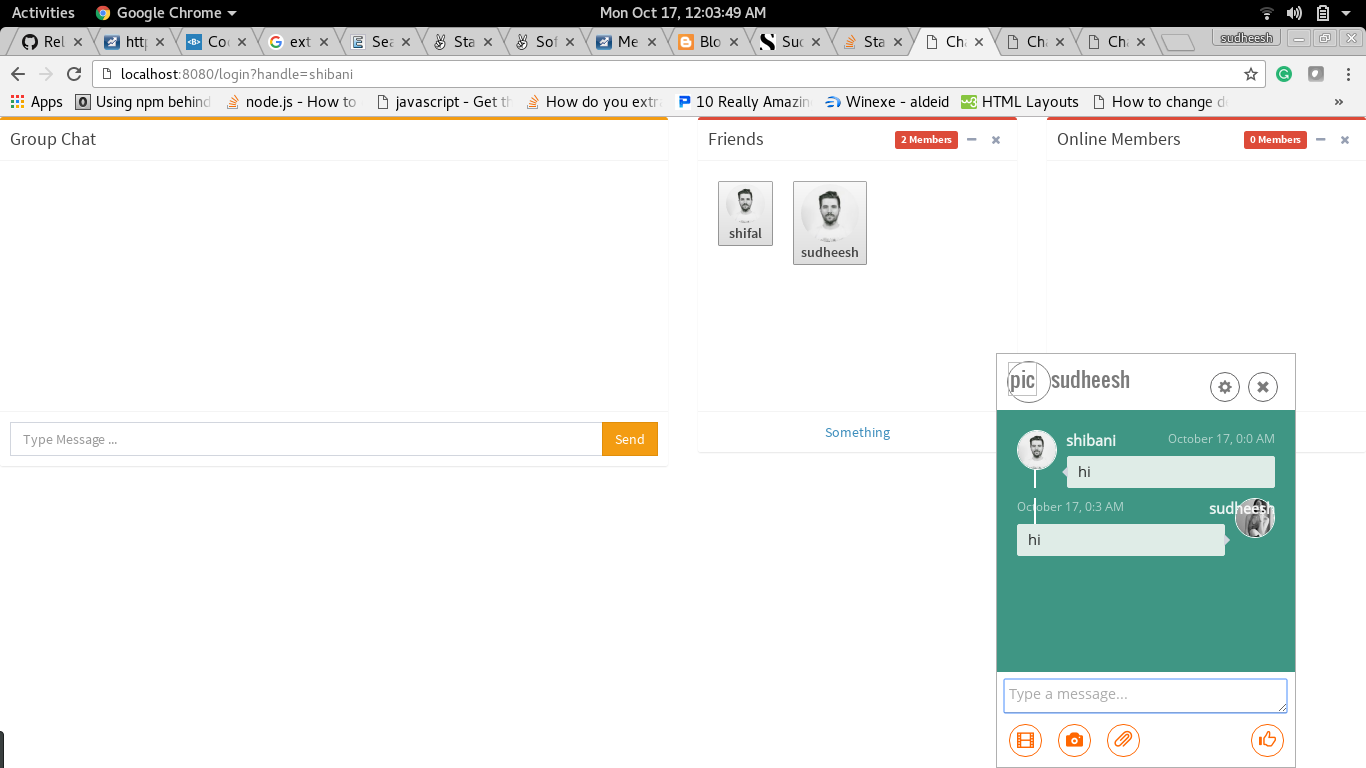 Activities Google Chrome Mon Oct 17, 12:03:49 AM
Rel http Co ext Sea Sta Sof Me Blo Suc Sta Cha Cha Cha sudheesh
localhost:8080/login?handle=shibani
Apps Using npm behind node.js - How to javascript - Get th How do you extra 10 Really Amazin Winexe - aldeid HTML Layouts How to change d »
Group Chat
Type Message ...
Send
Friends
2 Members
shifal
sudheesh
Something
Online Members
0 Members
pic sudheesh
shibani October 17, 0:0 AM
hi
October 17, 0:3 AM sudheesh
hi
Type a message...